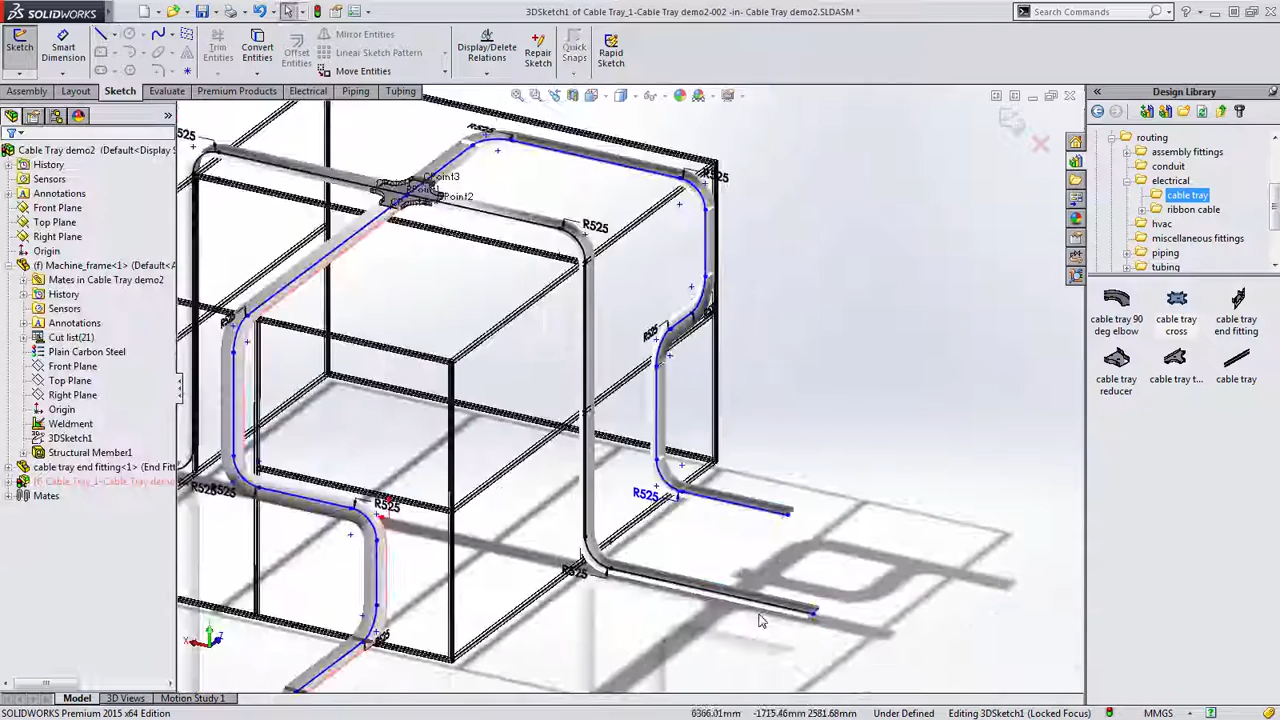 SOLIDWORKS
3DSketch1 of Cable Tray_1-Cable Tray demo2-002 -in- Cable Tray demo2.SLDASM *
Search Commands
Sketch
Smart Dimension
Trim Entities
Convert Entities
Offset Entities
Mirror Entities
Linear Sketch Pattern
Move Entities
Display/Delete Relations
Repair Sketch
Quick Snaps
Rapid Sketch
Assembly
Layout
Sketch
Evaluate
Premium Products
Electrical
Piping
Tubing
Cable Tray demo2 (Default<Display S
History
Sensors
Annotations
Front Plane
Top Plane
Right Plane
Origin
(f) Machine_frame<1> (Default<A
Mates in Cable Tray demo2
History
Sensors
Annotations
Cut list(21)
Plain Carbon Steel
Front Plane
Top Plane
Right Plane
Origin
Weldment
3DSketch1
Structural Member1
cable tray end fitting<1> (End Fit
(f) Cable Tray_1-Cable Tray demo
Mates
R525
CPoint3
CPoint2
R525
R525
R525
R525
R525
R525
Design Library
routing
assembly fittings
conduit
electrical
cable tray
ribbon cable
hvac
miscellaneous fittings
piping
tubing
cable tray 90 deg elbow
cable tray cross
cable tray end fitting
cable tray reducer
cable tray t...
cable tray
Model
3D Views
Motion Study 1
SOLIDWORKS Premium 2015 x64 Edition
6366.01mm
-1715.46mm
2581.68mm
Under Defined
Editing 3DSketch1 (Locked Focus)
MMGS